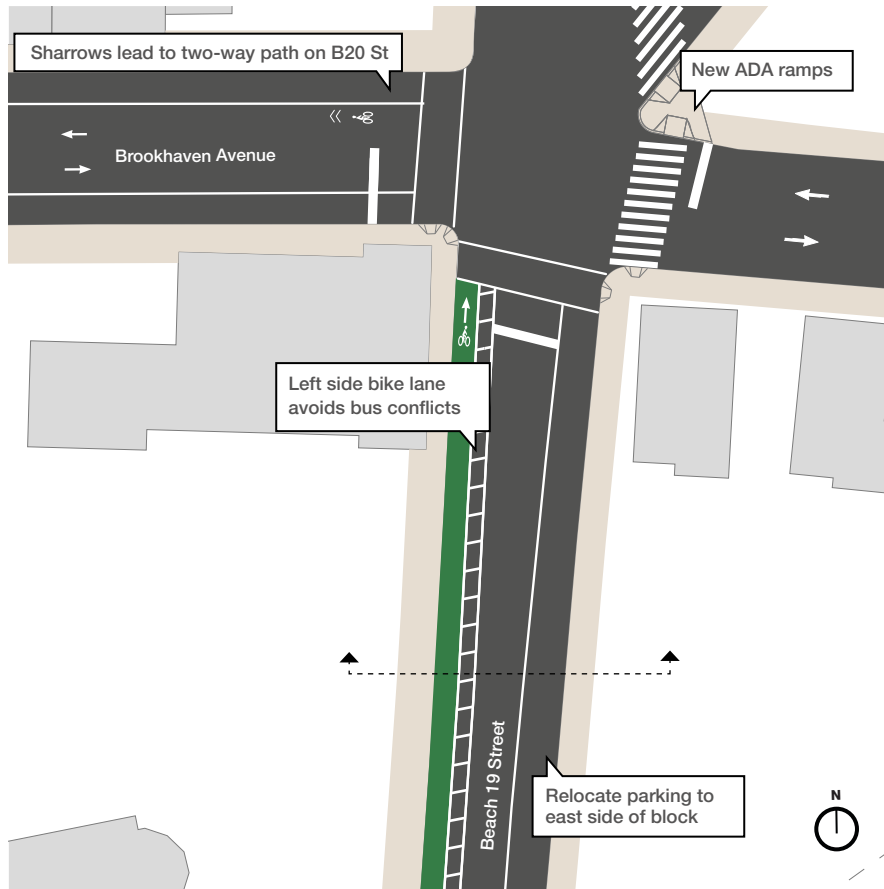 Sharrows lead to two-way path on B20 St
New ADA ramps
Brookhaven Avenue
Left side bike lane
avoids bus conflicts
Beach 19 Street
Relocate parking to
east side of block
N